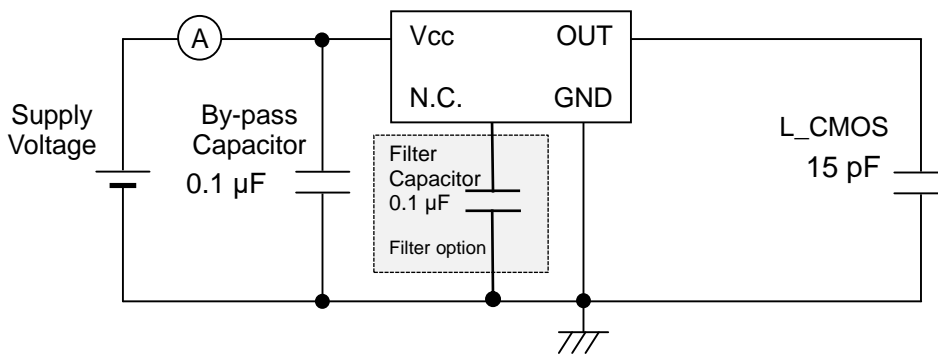 A
Vcc OUT
N.C. GND
Supply
Voltage
By-pass
Capacitor
0.1 µF
Filter
Capacitor
0.1 µF
Filter option
L_CMOS
15 pF